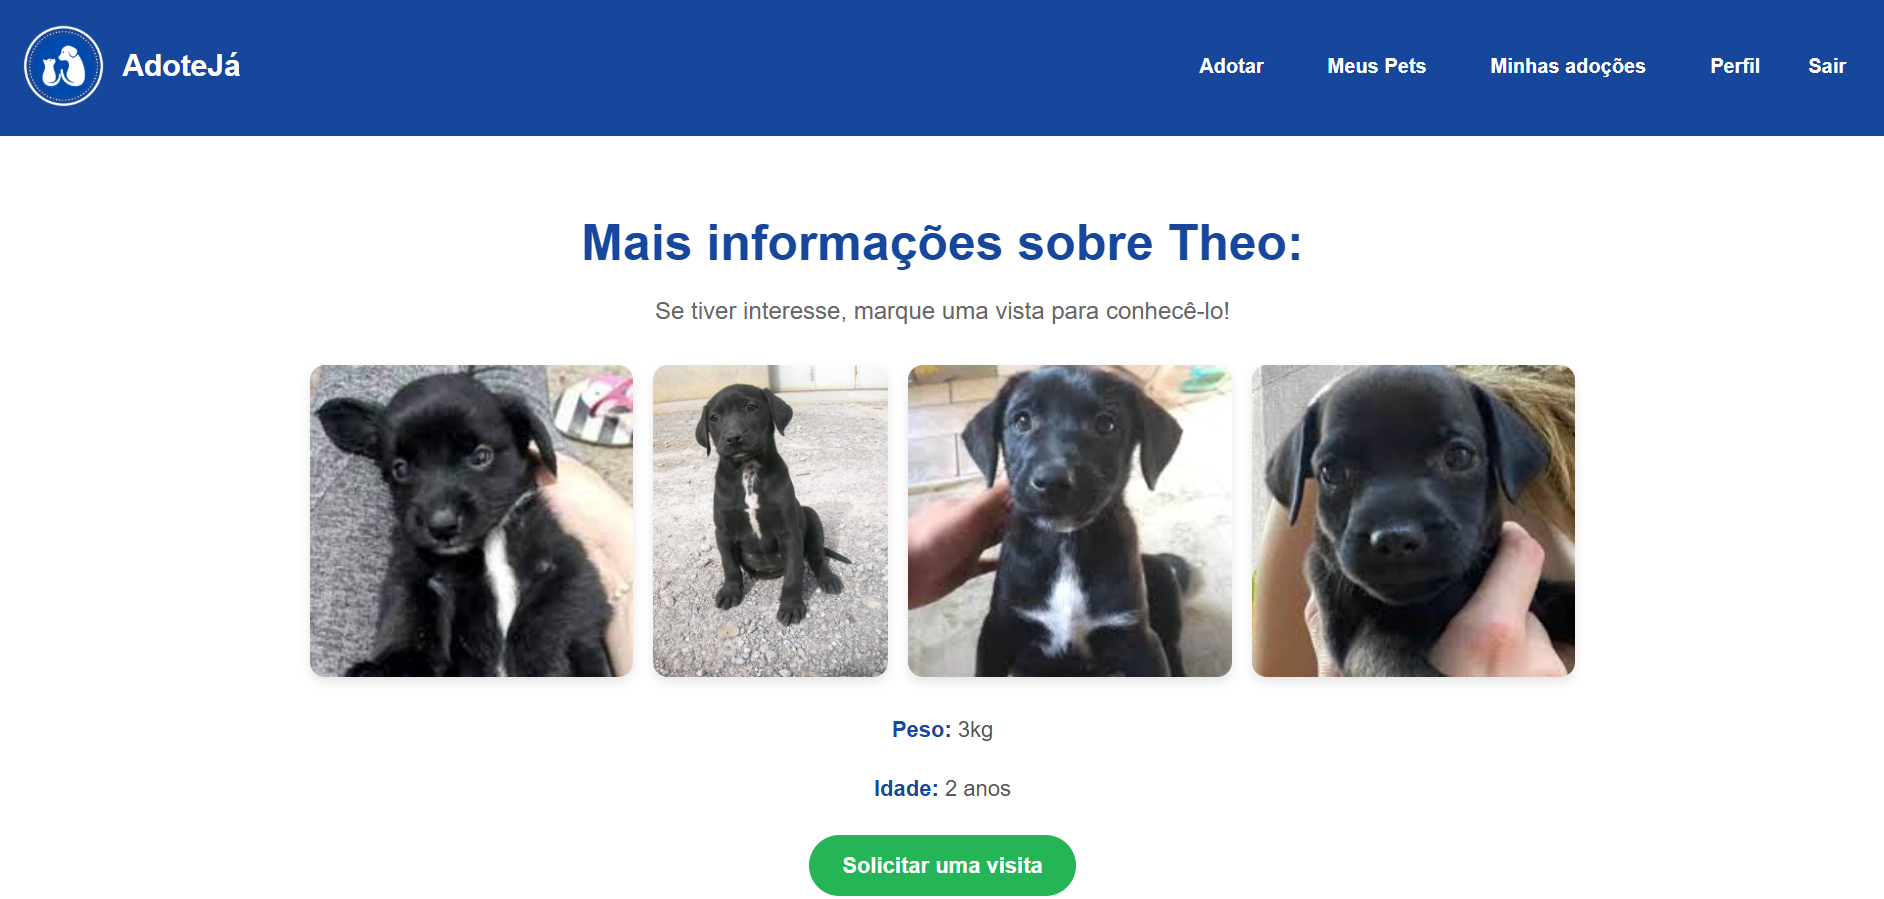 AdoteJá
Adotar
Meus Pets
Minhas adoções
Perfil
Sair
Mais informações sobre Theo:
Se tiver interesse, marque uma vista para conhecê-lo!
Peso: 3kg
Idade: 2 anos
Solicitar uma visita